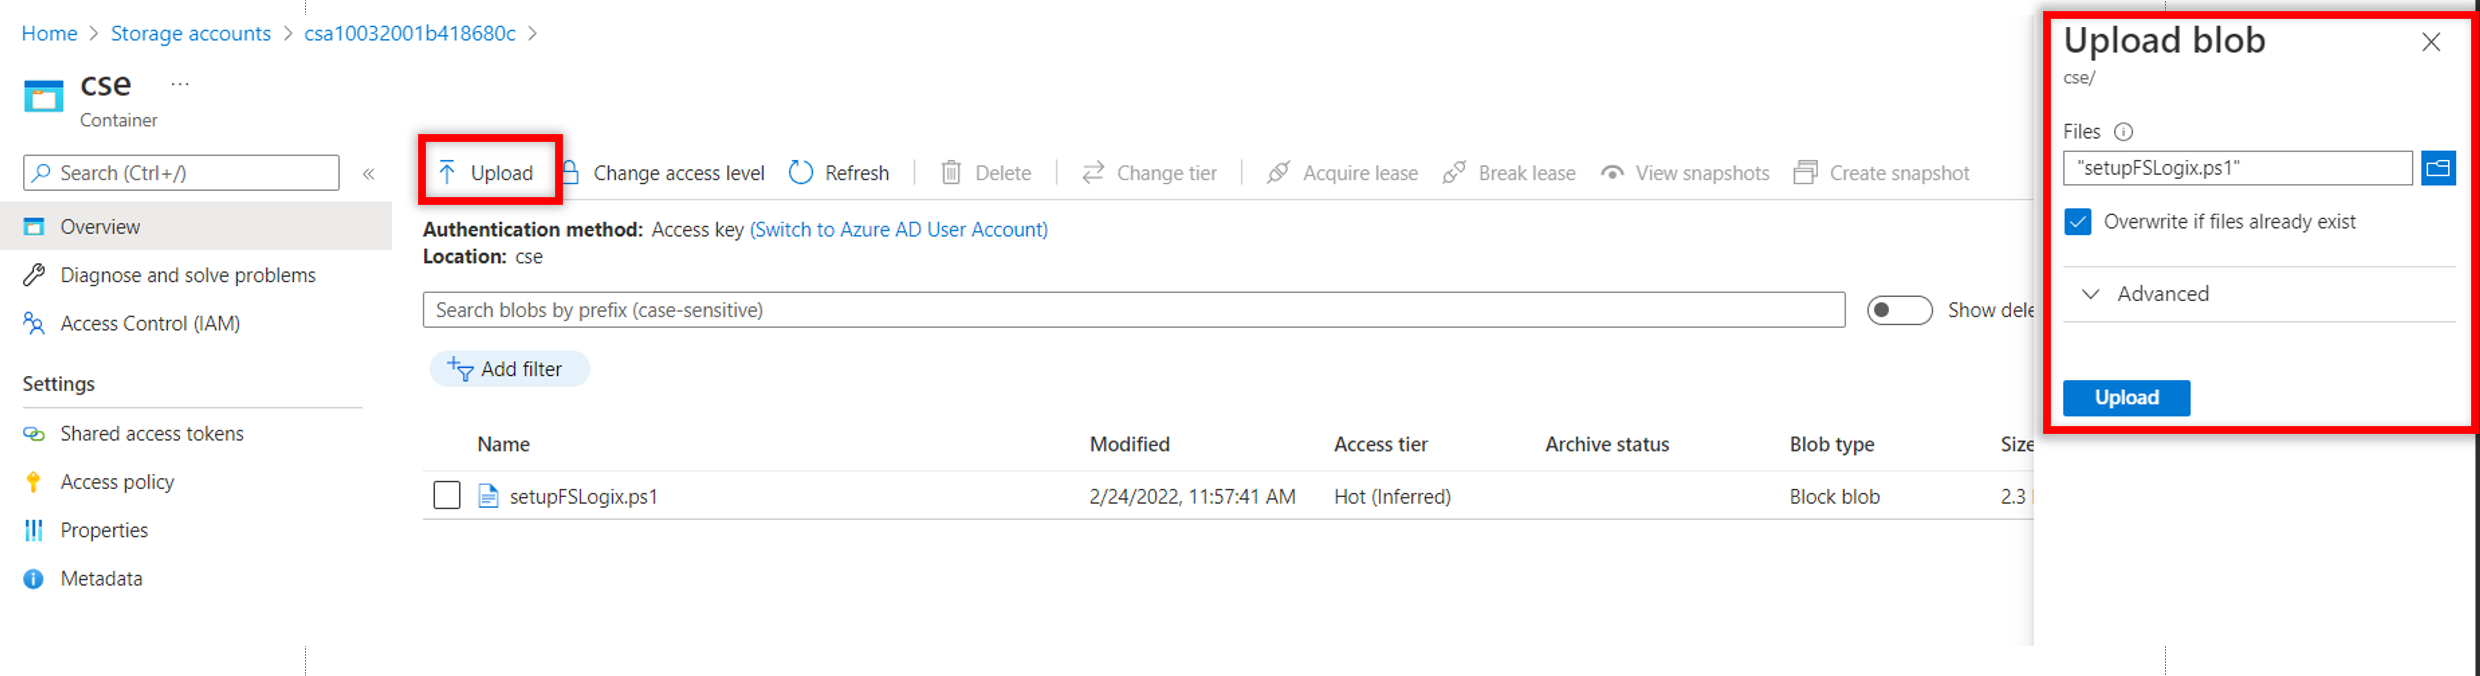 Home > Storage accounts > csa10032001b418680c >
cse ...
Container
Search (Ctrl+/)
«
Overview
Diagnose and solve problems
Access Control (IAM)
Settings
Shared access tokens
Access policy
Properties
Metadata
Upload Change access level Refresh Delete Change tier Acquire lease Break lease View snapshots Create snapshot
Authentication method: Access key (Switch to Azure AD User Account)
Location: cse
Search blobs by prefix (case-sensitive)
Show dele
Add filter
Name Modified Access tier Archive status Blob type Size
setupFSLogix.ps1 2/24/2022, 11:57:41 AM Hot (Inferred) Block blob 2.3
Upload blob
cse/
Files
"setupFSLogix.ps1"
Overwrite if files already exist
Advanced
Upload